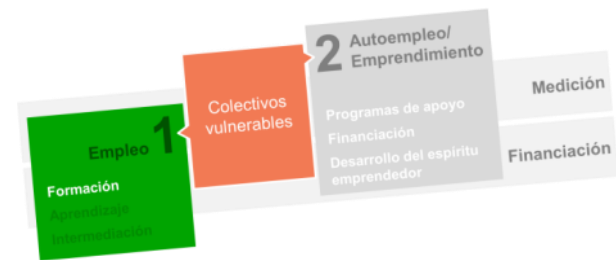 Empleo 1
Formación
Aprendizaje
Intermediación
Colectivos
vulnerables
2 Autoempleo/
Emprendimiento
Programas de apoyo
Financiación
Desarrollo del espíritu
emprendedor
Medición
Financiación